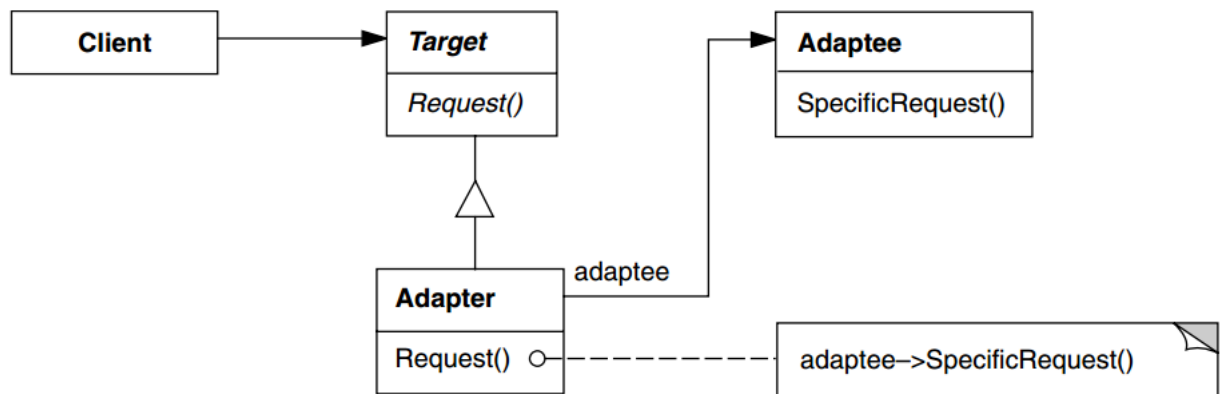 Client
Target
Request()
Adaptee
SpecificRequest()
adaptee
Adapter
Request()
adaptee–>SpecificRequest()